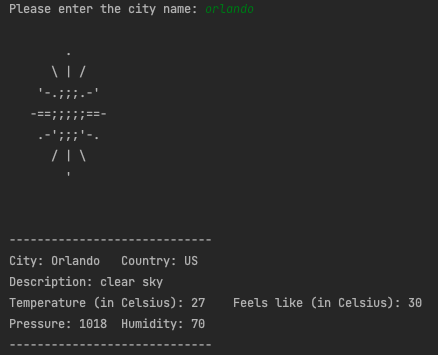 Please enter the city name: orlando
        .
      \ | /
    '-.;;;.-'
   -==;;;;;==-
    .-';;;'-.
      / | \
        '
-----------------------------
City: Orlando   Country: US
Description: clear sky
Temperature (in Celsius): 27    Feels like (in Celsius): 30
Pressure: 1018  Humidity: 70
-----------------------------